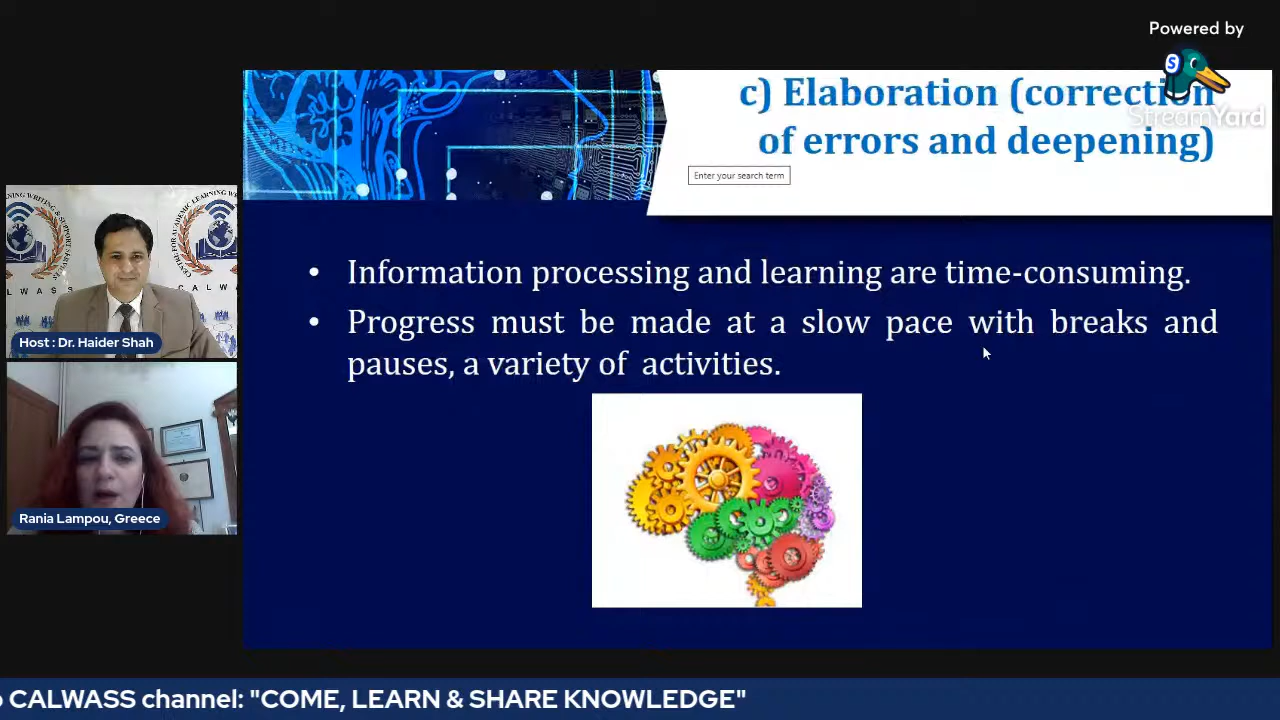 Powered by
StreamYard
c) Elaboration (correction
of errors and deepening)
Enter your search term
• Information processing and learning are time-consuming.
• Progress must be made at a slow pace with breaks and
pauses, a variety of activities.
CALWASS
CALWASS
Host : Dr. Haider Shah
Rania Lampou, Greece
CALWASS channel: "COME, LEARN & SHARE KNOWLEDGE"